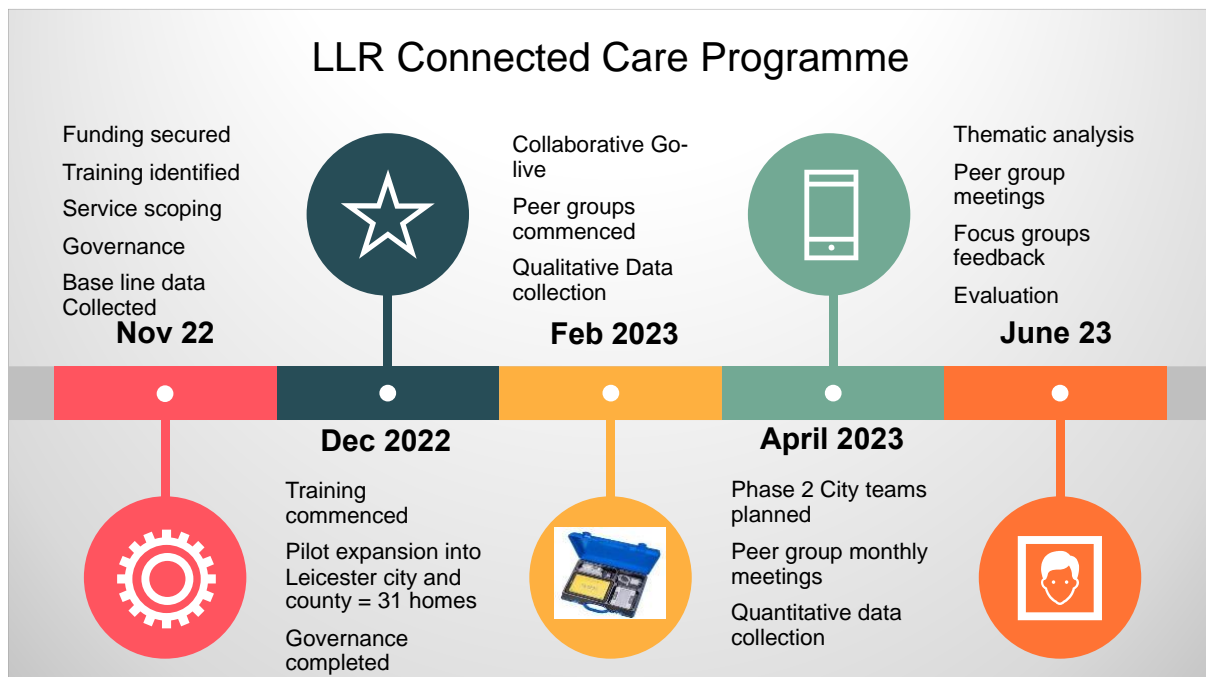 LLR Connected Care Programme
Funding secured
Training identified
Service scoping
Governance
Base line data
Collected
Nov 22
Dec 2022
Training
commenced
Pilot expansion into
Leicester city and
county = 31 homes
Governance
completed
Collaborative Go-
live
Peer groups
commenced
Qualitative Data
collection
Feb 2023
April 2023
Phase 2 City teams
planned
Peer group monthly
meetings
Quantitative data
collection
Thematic analysis
Peer group
meetings
Focus groups
feedback
Evaluation
June 23